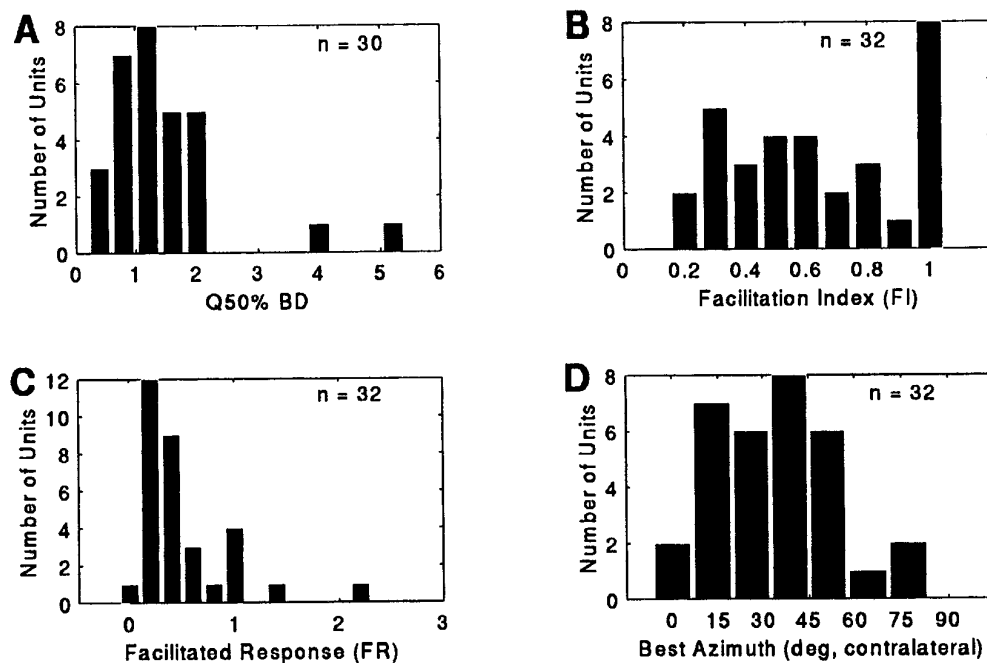 A
n = 30
Number of Units
8
6
4
2
0
0 1 2 3 4 5 6
Q50% BD
B
n = 32
Number of Units
8
6
4
2
0
0 0.2 0.4 0.6 0.8 1
Facilitation Index (FI)
C
n = 32
Number of Units
12
10
8
6
4
2
0
0 1 2 3
Facilitated Response (FR)
D
n = 32
Number of Units
8
6
4
2
0
0 15 30 45 60 75 90
Best Azimuth (deg, contralateral)